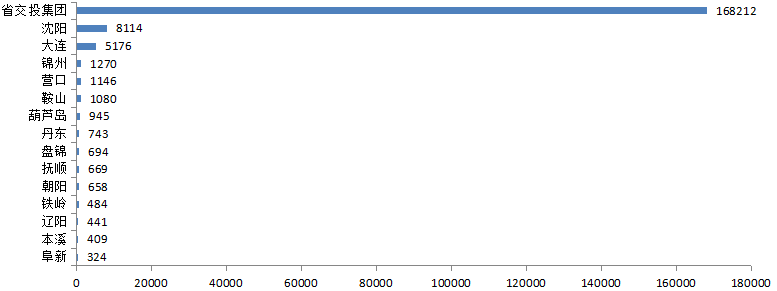 省交投集团 168212
沈阳 8114
大连 5176
锦州 1270
营口 1146
鞍山 1080
葫芦岛 945
丹东 743
盘锦 694
抚顺 669
朝阳 658
铁岭 484
辽阳 441
本溪 409
阜新 324
0 20000 40000 60000 80000 100000 120000 140000 160000 180000